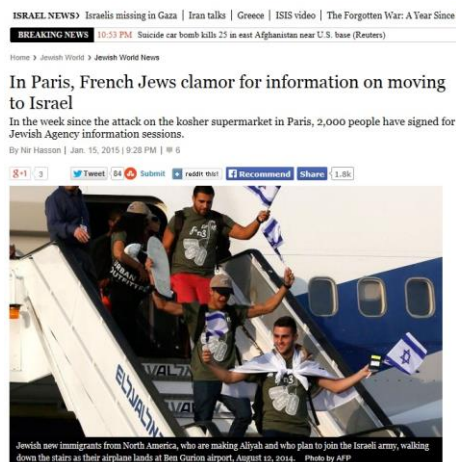 ISRAEL NEWS› Israelis missing in Gaza | Iran talks | Greece | ISIS video | The Forgotten War: A Year Since
BREAKING NEWS 10:53 PM Suicide car bomb kills 25 in east Afghanistan near U.S. base (Reuters)
Home > Jewish World > Jewish World News
In Paris, French Jews clamor for information on moving
to Israel
In the week since the attack on the kosher supermarket in Paris, 2,000 people have signed for
Jewish Agency information sessions.
By Nir Hasson | Jan. 15, 2015 | 9:28 PM | 6
g+1 3 Tweet 84 Submit reddit this! Recommend Share 1.8k
URBAN
OUTFITTERS
Jewish new immigrants from North America, who are making Aliyah and who plan to join the Israeli army, walking
down the stairs as their airplane lands at Ben Gurion airport, August 12, 2014. Photo by AFP